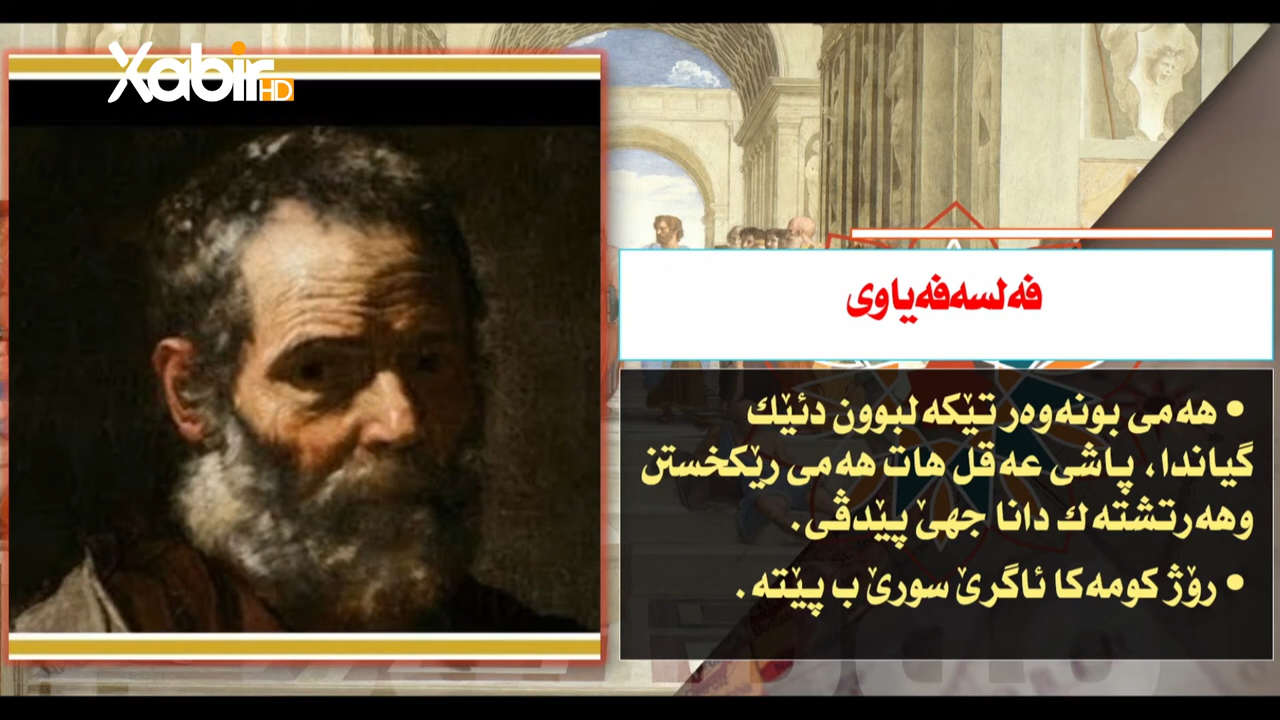 Xabir HD
فەلسەفەیاوی
• هەمی بونەوەر تێکەلبوون دئێك
گیاندا، پاشی عەقل هات هەمی رێکخستن
وهەرتشتەك دانا جهێ پێدڤی.
• رۆژ کومەکا ئاگرێ سورێ ب پێتە.